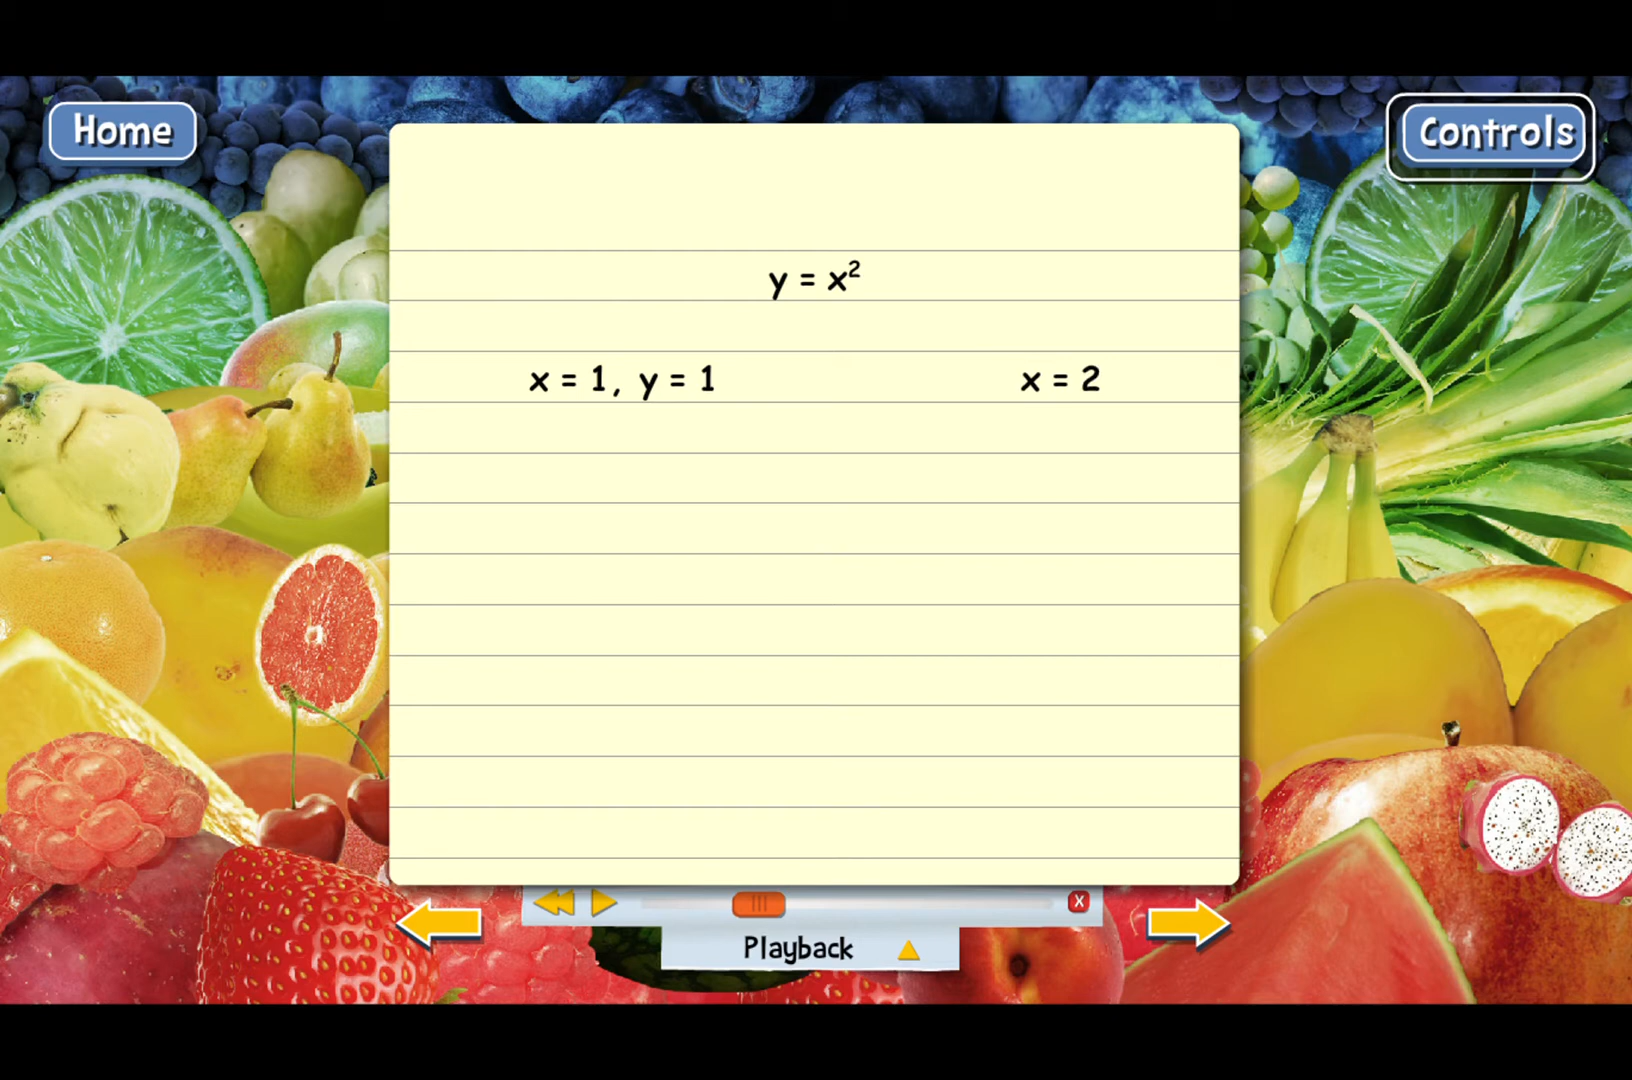 Home
Controls
y = x²
x = 1, y = 1
x = 2
X
Playback